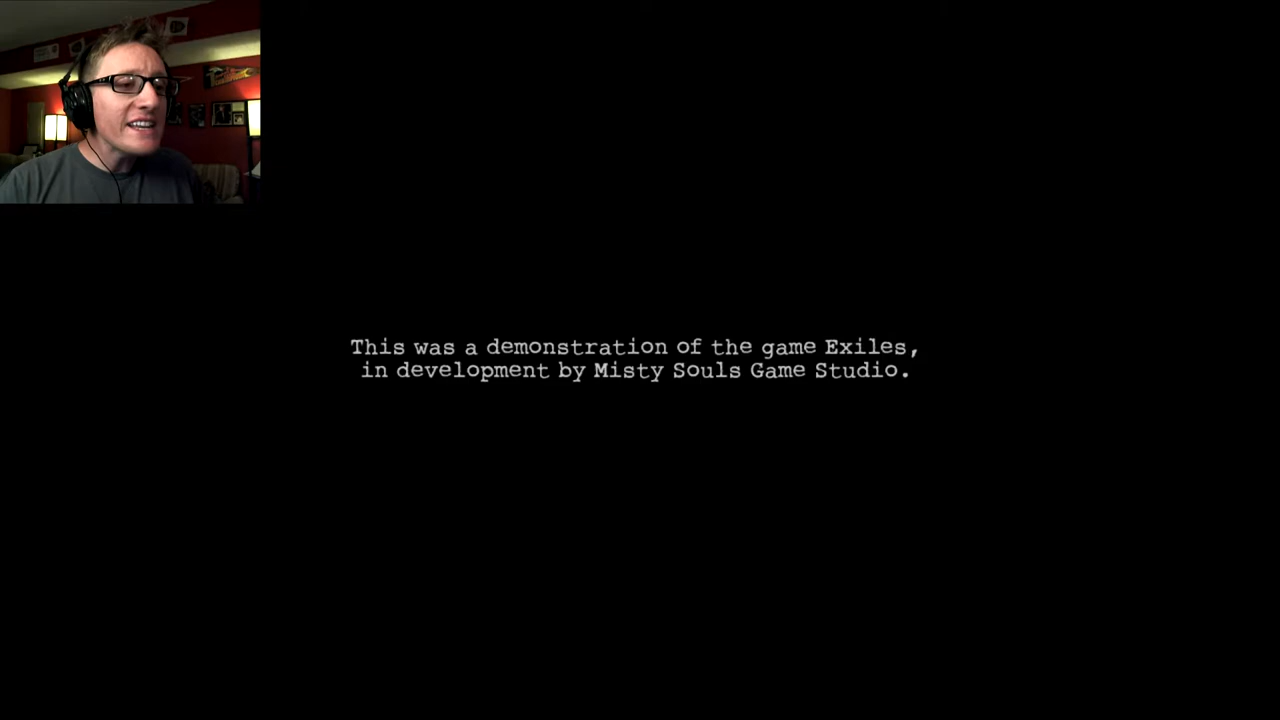 This was a demonstration of the game Exiles,
in development by Misty Souls Game Studio.